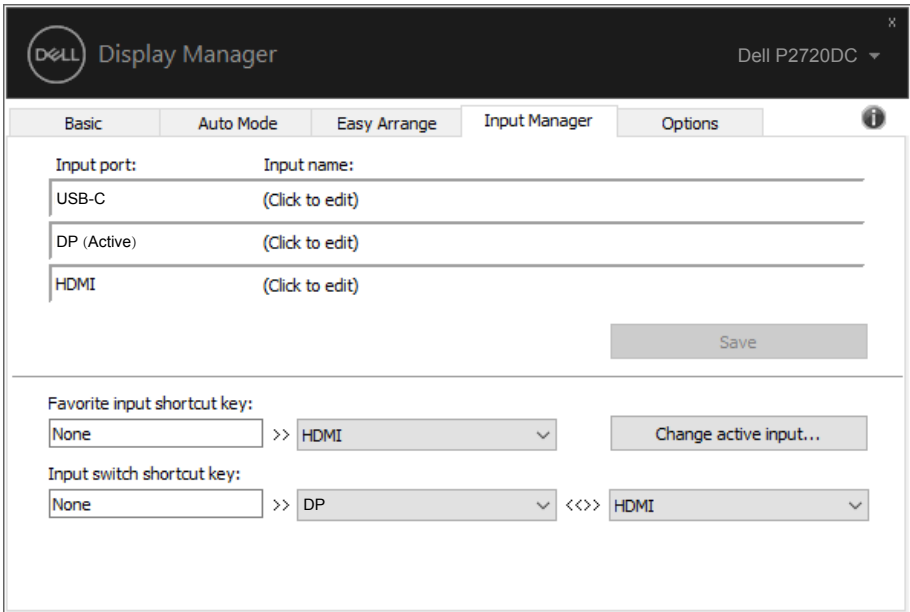 x
DELL Display Manager Dell P2720DC
Basic Auto Mode Easy Arrange Input Manager Options i
Input port: Input name:
USB-C (Click to edit)
DP (Active) (Click to edit)
HDMI (Click to edit)
Save
Favorite input shortcut key:
None >> HDMI Change active input...
Input switch shortcut key:
None >> DP <<>> HDMI